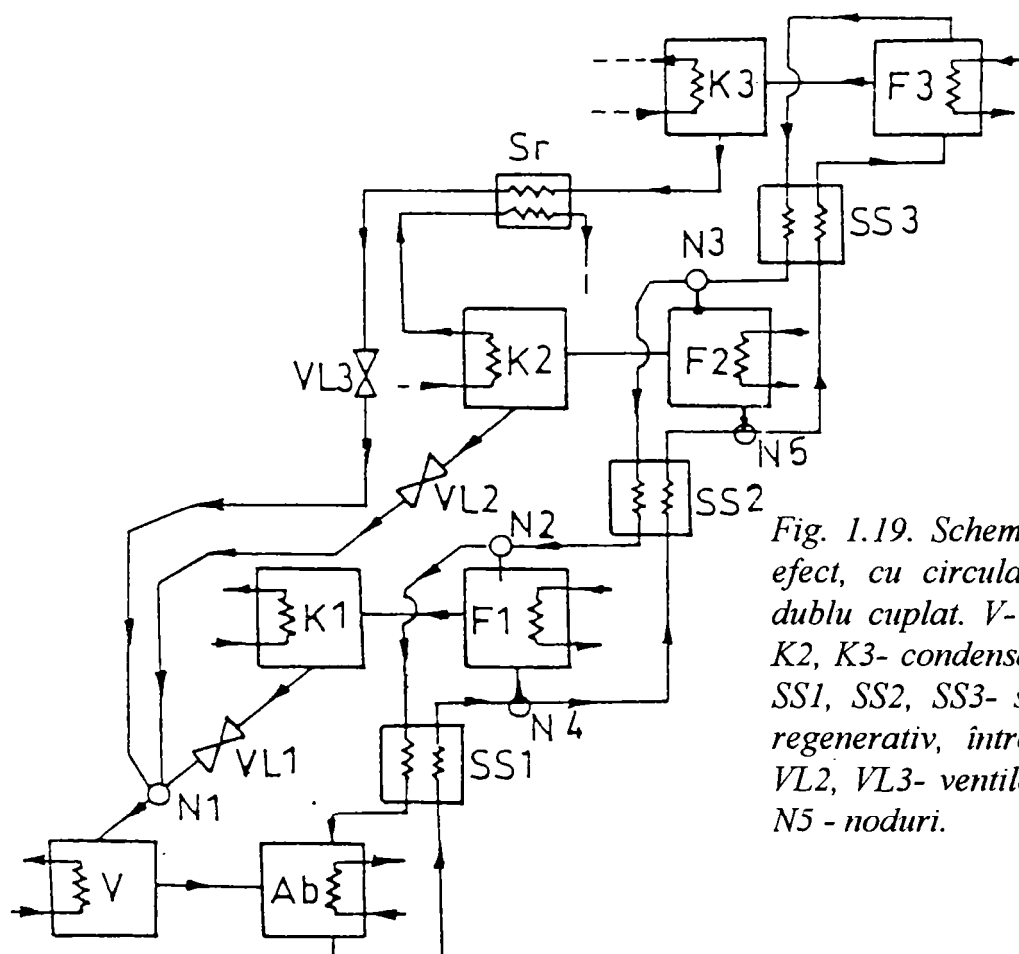 K3
F3
Sr
SS3
N3
VL3
K2
F2
N5
VL2
SS2
N2
K1
F1
N4
VL1
SS1
N1
V
Ab
Fig. 1.19. Schem
efect, cu circula
dublu cuplat. V-
K2, K3- condens
SS1, SS2, SS3- s
regenerativ, între
VL2, VL3- ventil
N5 - noduri.